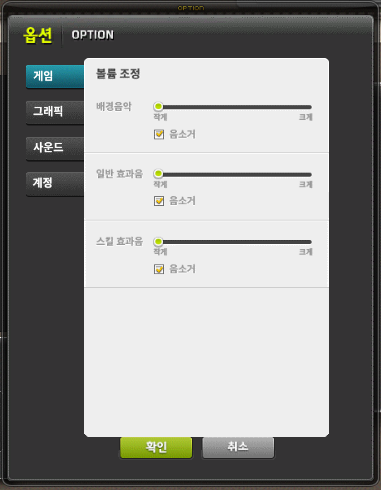 OPTION
옵션 OPTION
게임
그래픽
사운드
계정
볼륨 조정
배경음악
작게 크게
음소거
일반 효과음
작게 크게
음소거
스킬 효과음
작게 크게
음소거
확인 취소